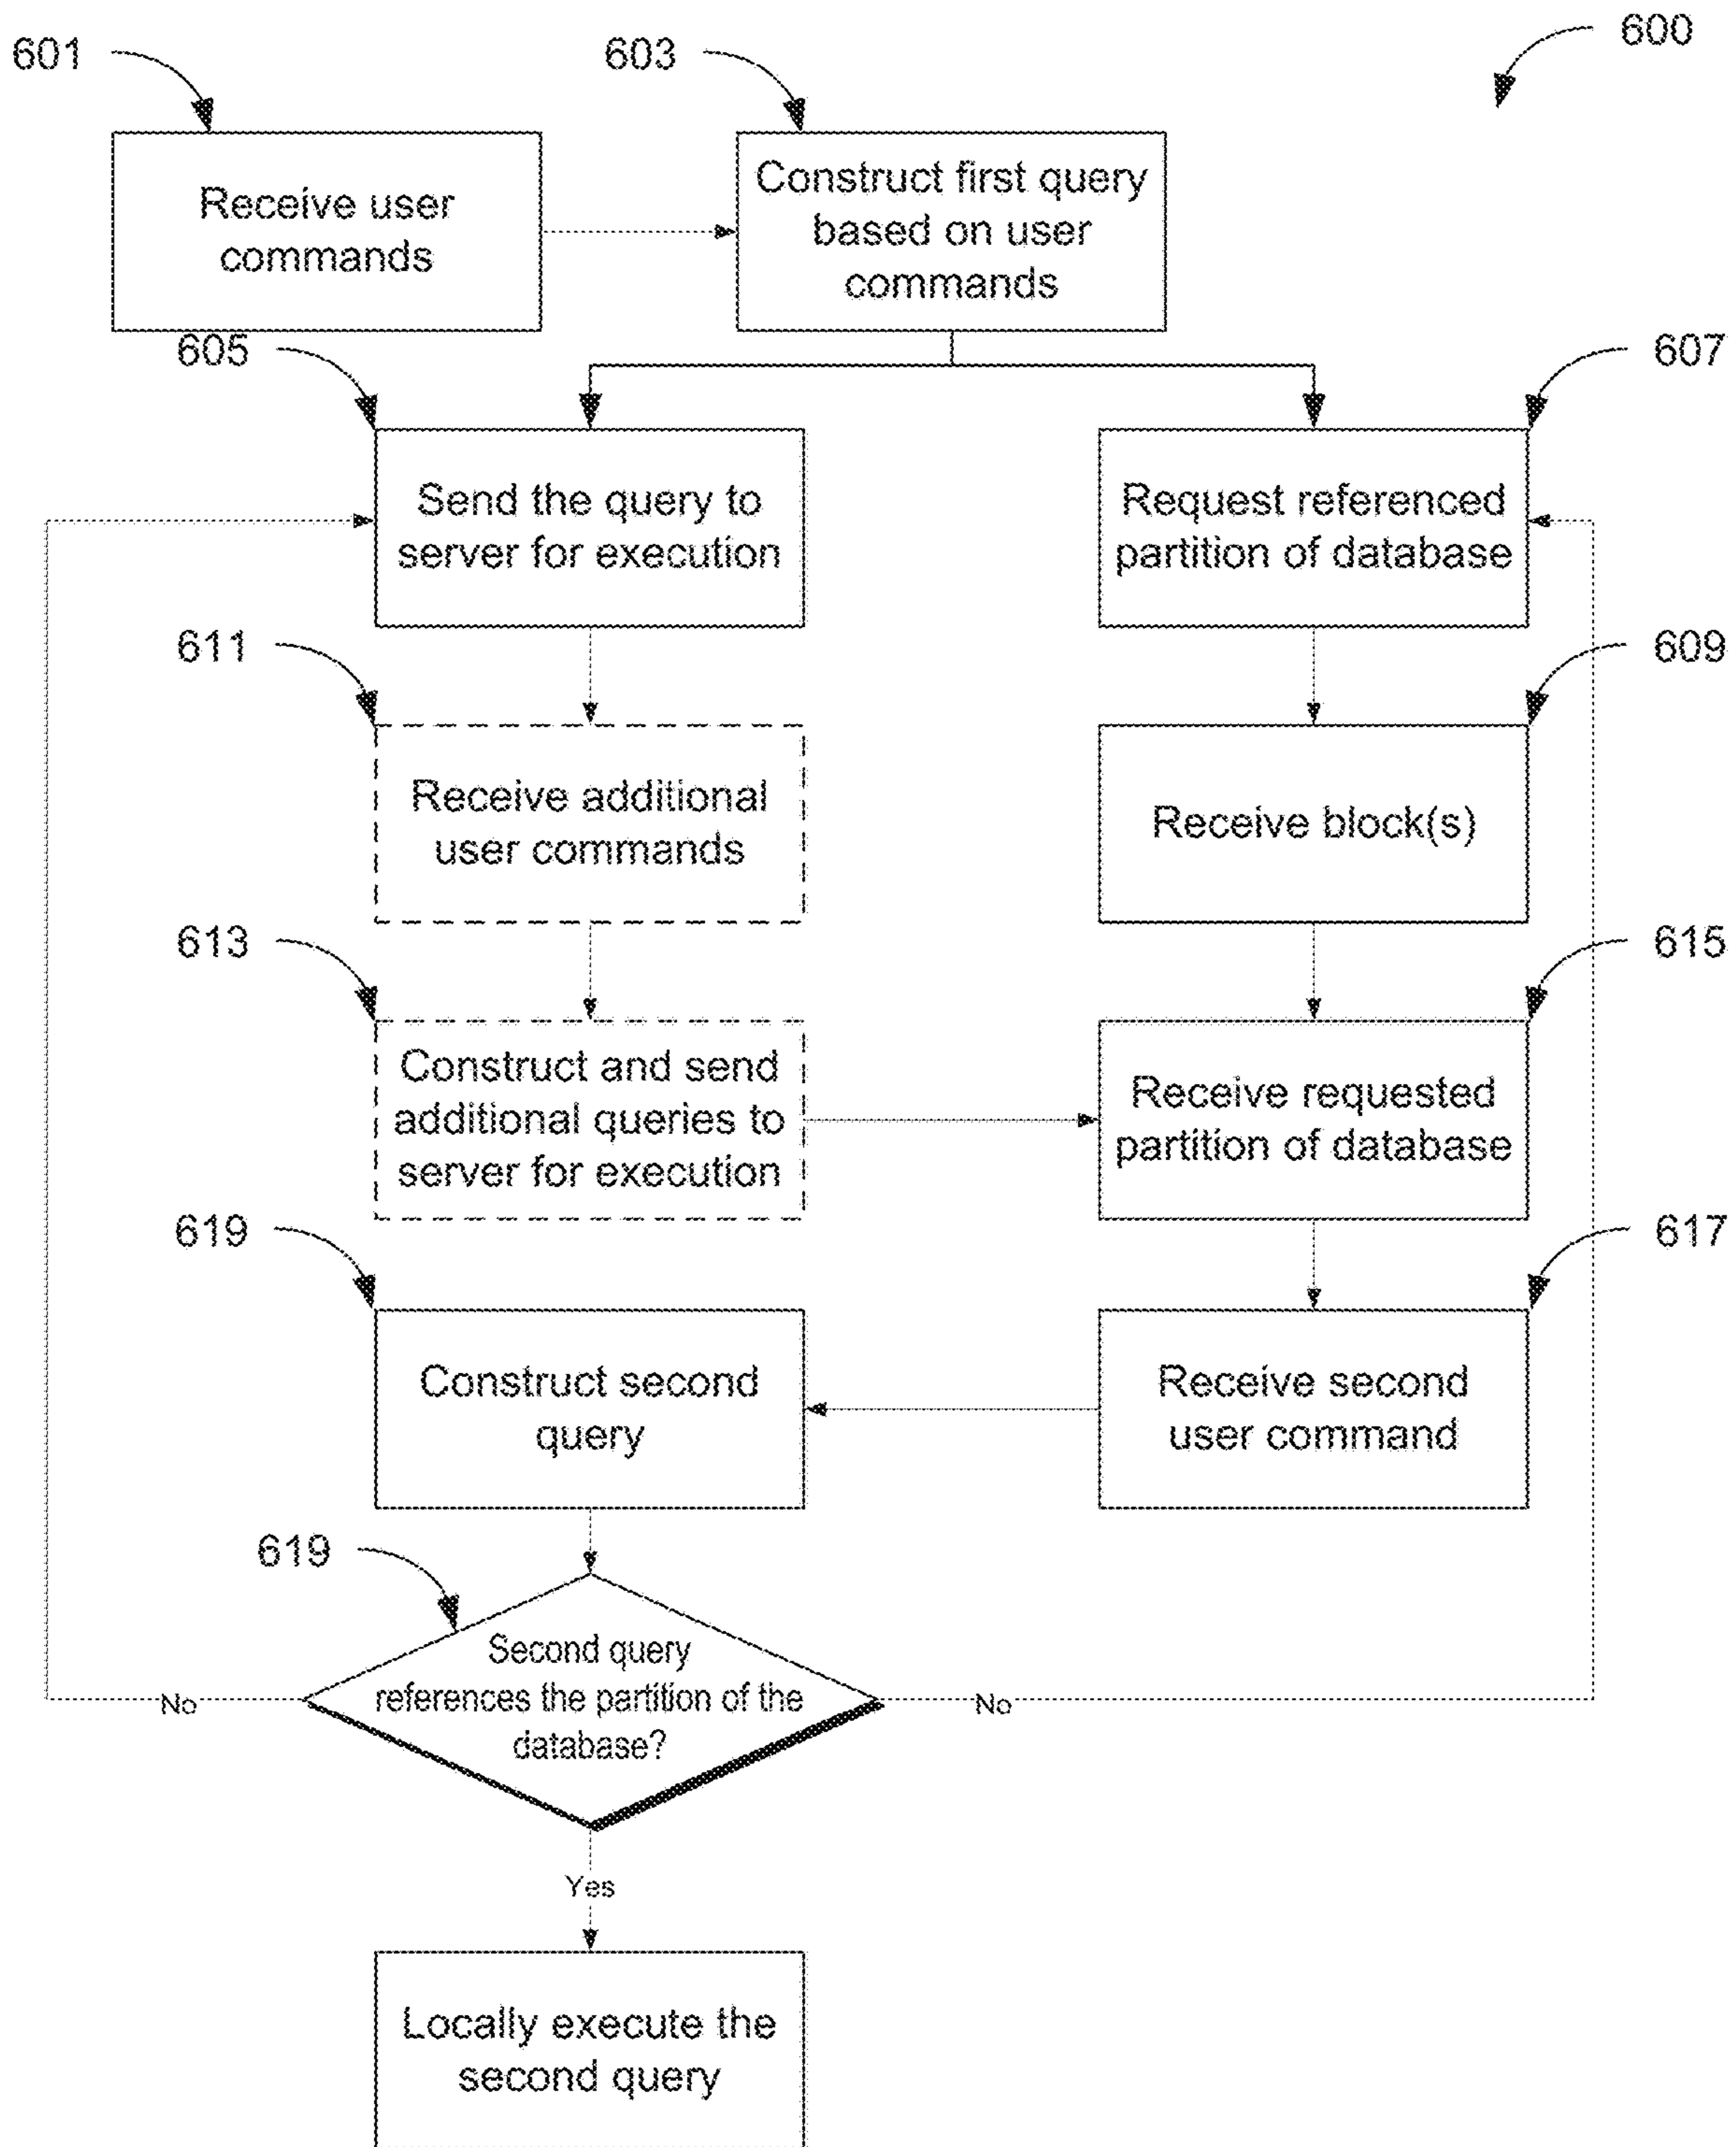 600
601
603
Receive user
commands
Construct first query
based on user
commands
605
607
Send the query to
server for execution
Request referenced
partition of database
611
609
Receive additional
user commands
Receive block(s)
613
615
Construct and send
additional queries to
server for execution
Receive requested
partition of database
619
617
Construct second
query
Receive second
user command
619
Second query
references the partition of the
database?
No
No
Yes
Locally execute the
second query